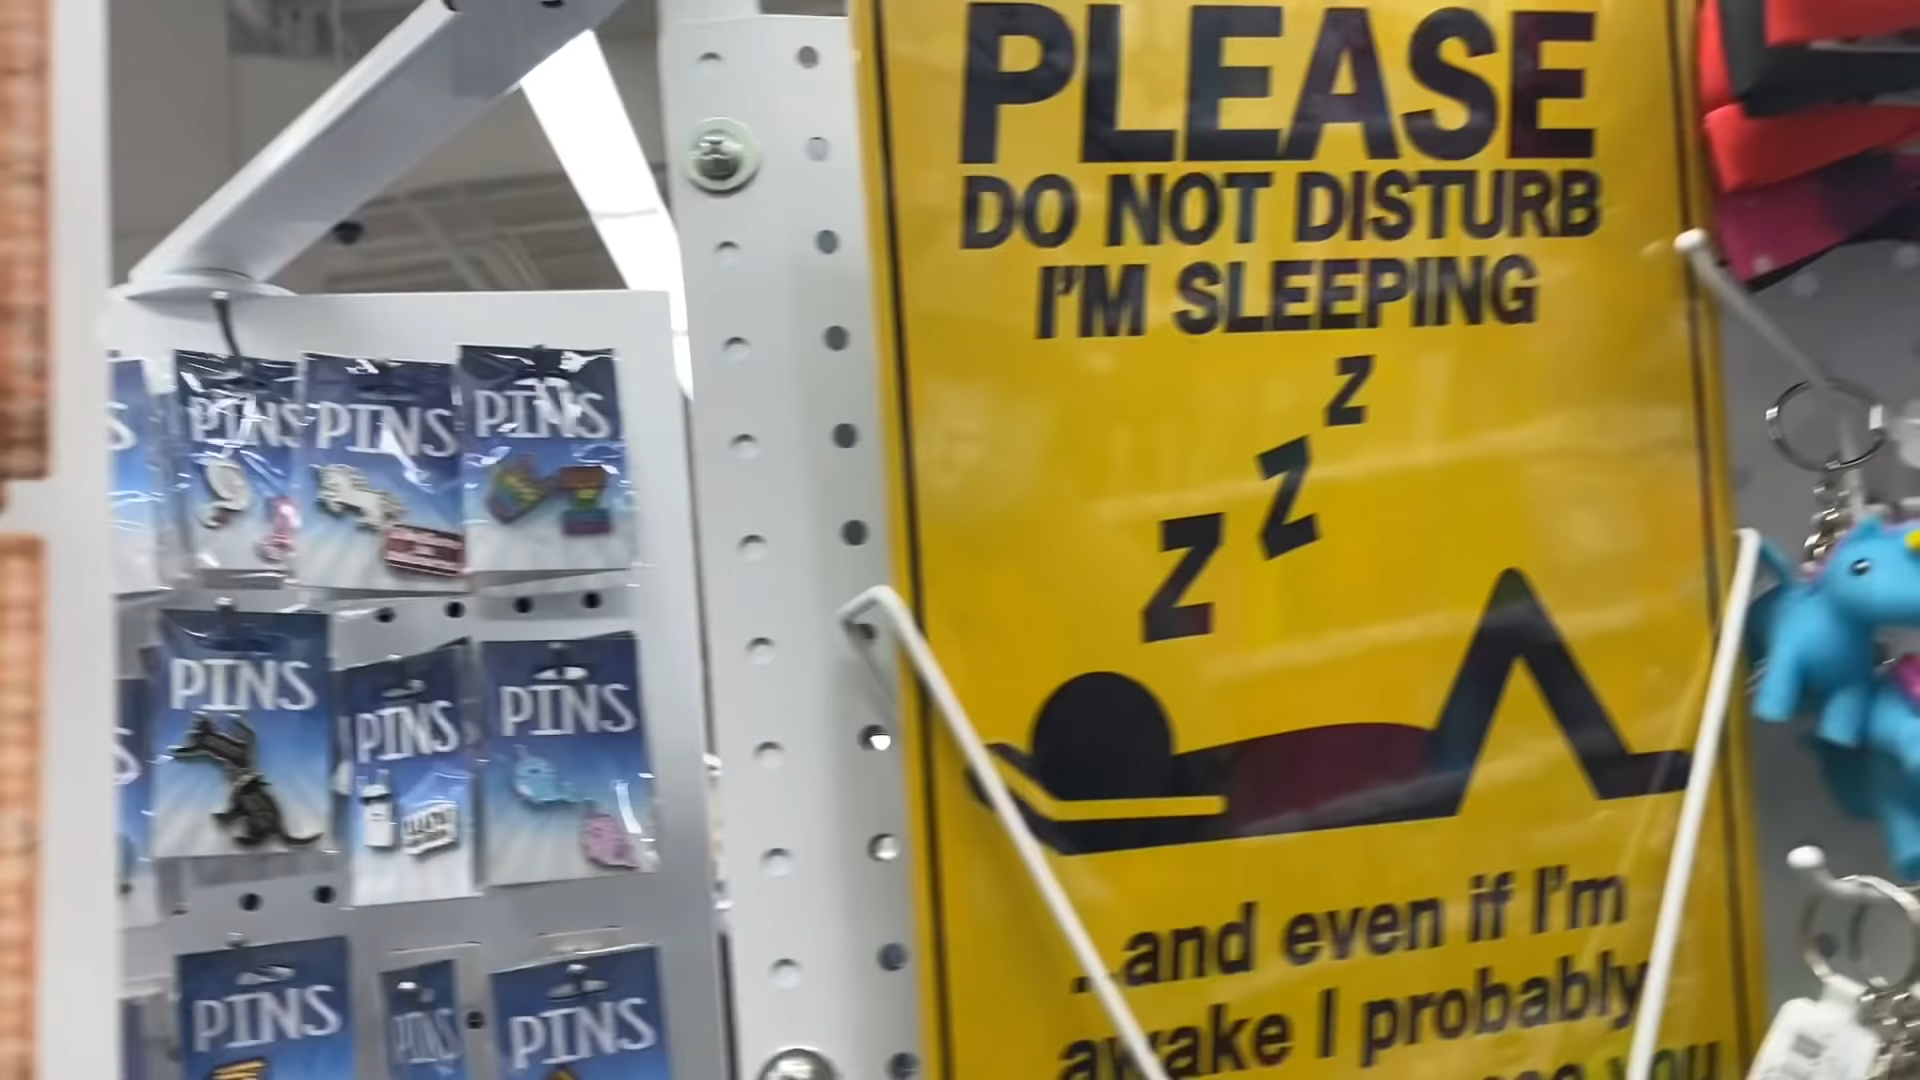 PLEASE
DO NOT DISTURB
I'M SLEEPING
z
z
z
...and even if I'm
awake I probably
you
PINS
PINS
PINS
PINS
PINS
PINS
PINS
PINS
PINS